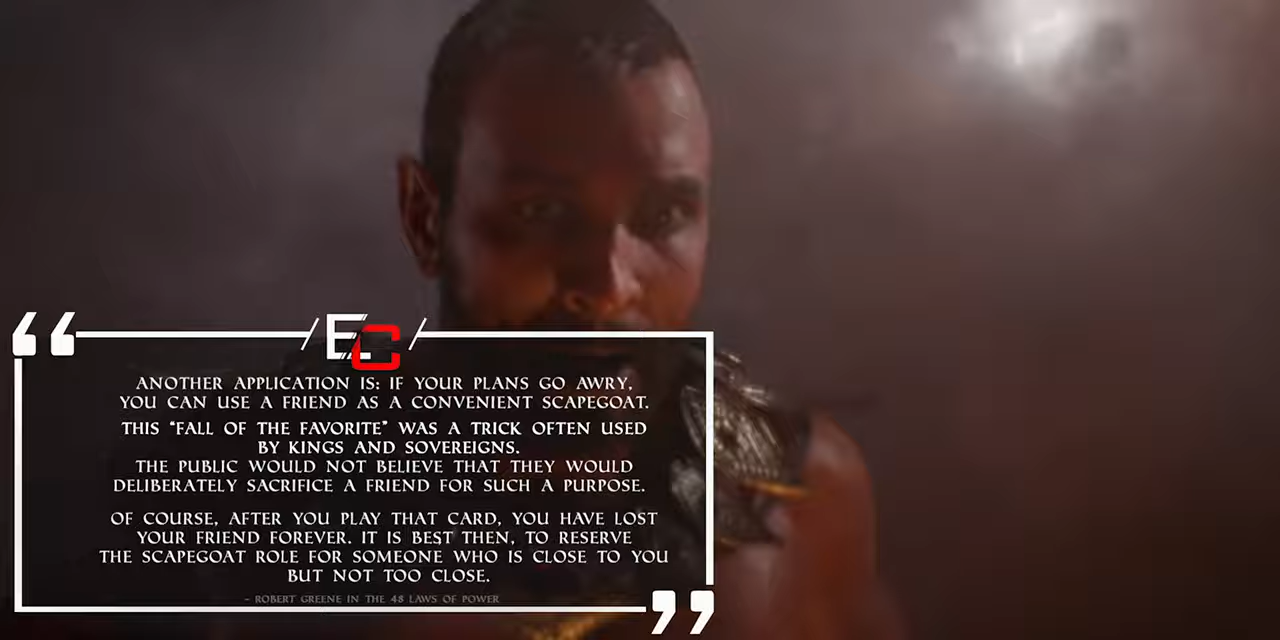 EC
ANOTHER APPLICATION IS: IF YOUR PLANS GO AWRY,
YOU CAN USE A FRIEND AS A CONVENIENT SCAPEGOAT.
THIS "FALL OF THE FAVORITE" WAS A TRICK OFTEN USED
BY KINGS AND SOVEREIGNS.
THE PUBLIC WOULD NOT BELIEVE THAT THEY WOULD
DELIBERATELY SACRIFICE A FRIEND FOR SUCH A PURPOSE.
OF COURSE, AFTER YOU PLAY THAT CARD, YOU HAVE LOST
YOUR FRIEND FOREVER. IT IS BEST THEN, TO RESERVE
THE SCAPEGOAT ROLE FOR SOMEONE WHO IS CLOSE TO YOU
BUT NOT TOO CLOSE.
- ROBERT GREENE IN THE 48 LAWS OF POWER